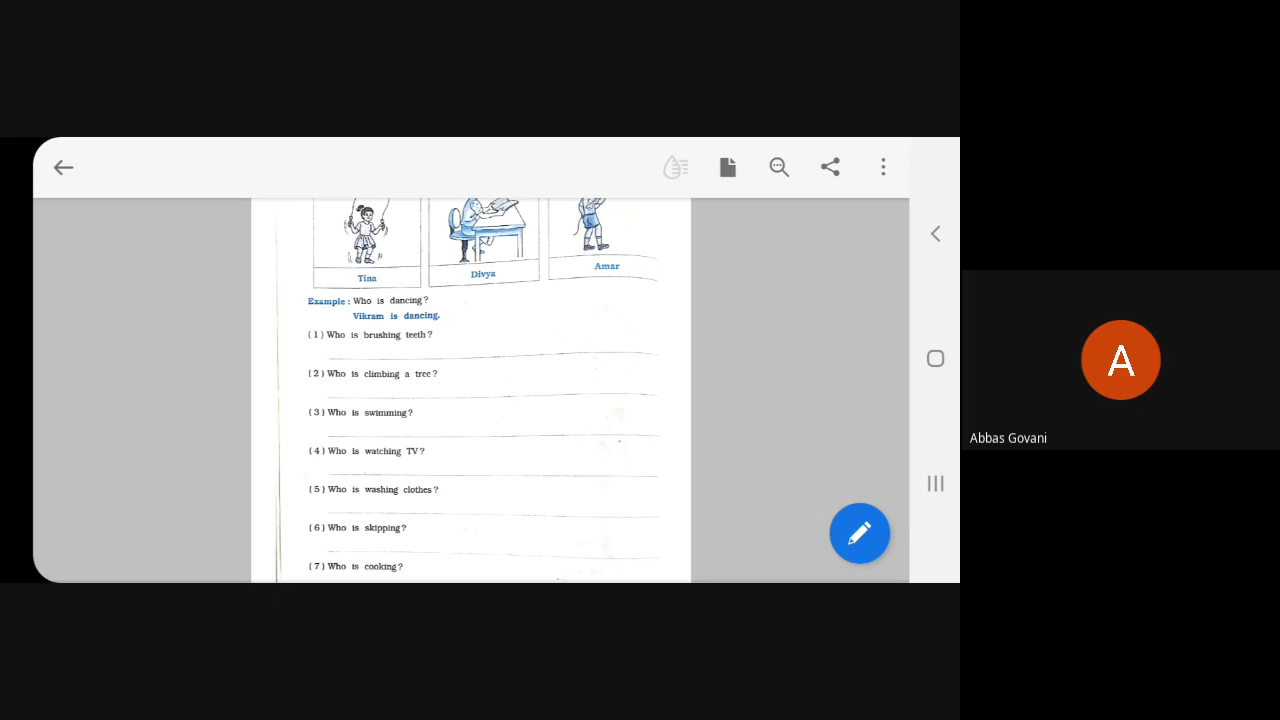 Tina
Divya
Amar
Example : Who is dancing?
Vikram is dancing.
( 1 ) Who is brushing teeth?
( 2 ) Who is climbing a tree?
( 3 ) Who is swimming?
( 4 ) Who is watching TV?
( 5 ) Who is washing clothes?
( 6 ) Who is skipping?
( 7 ) Who is cooking?
A
Abbas Govani